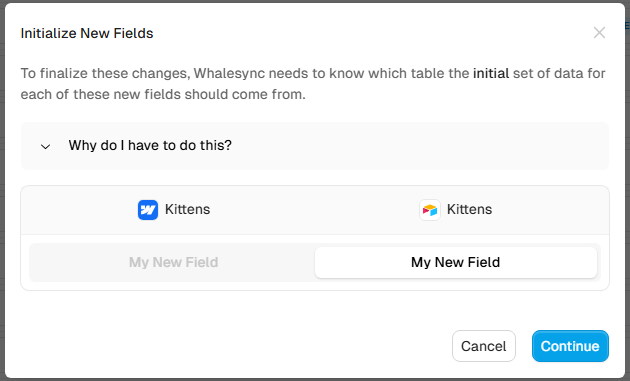 Initialize New Fields
To finalize these changes, Whalesync needs to know which table the initial set of data for
each of these new fields should come from.
Why do I have to do this?
Kittens Kittens
My New Field My New Field
Cancel Continue